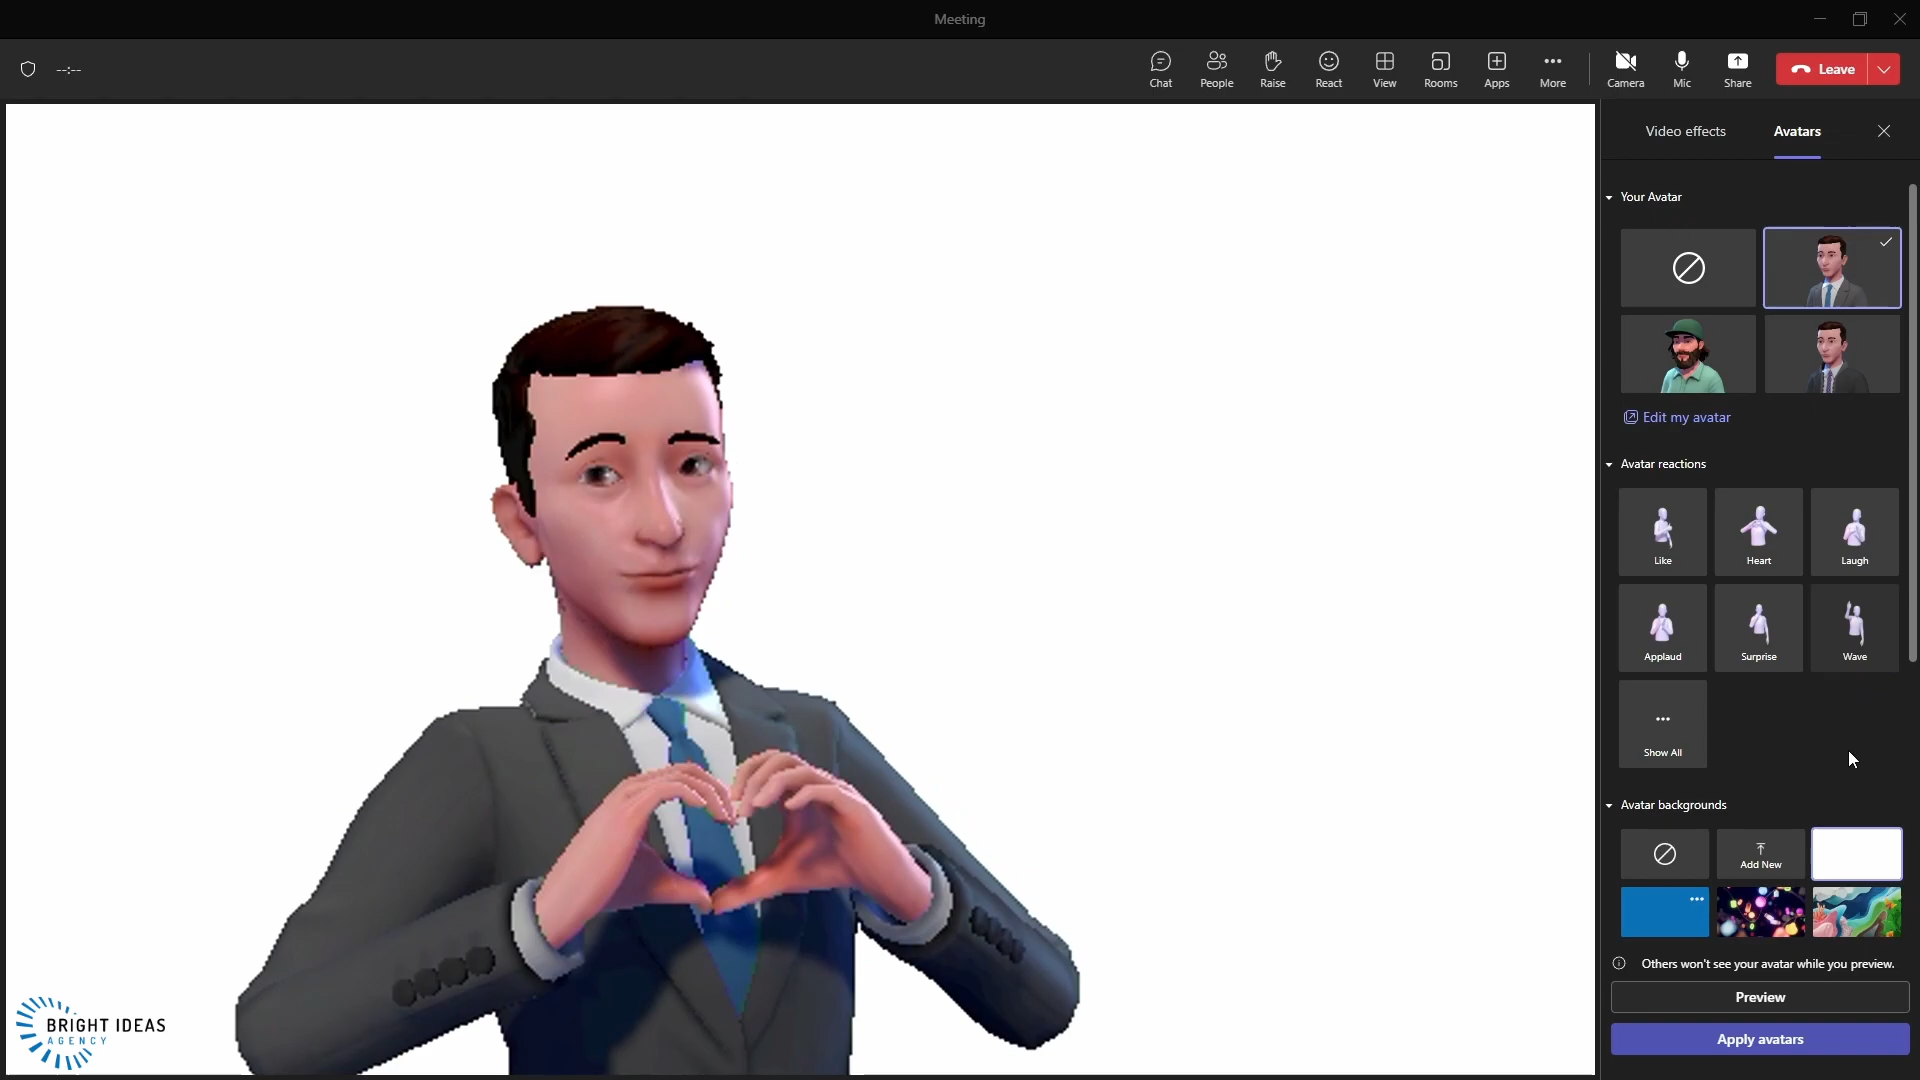 Meeting
--:--
Chat
People
Raise
React
View
Rooms
Apps
More
Camera
Mic
Share
Leave
Video effects
Avatars
Your Avatar
Edit my avatar
Avatar reactions
Like
Heart
Laugh
Applaud
Surprise
Wave
Show All
Avatar backgrounds
Add New
Others won't see your avatar while you preview.
Preview
Apply avatars
BRIGHT IDEAS
AGENCY